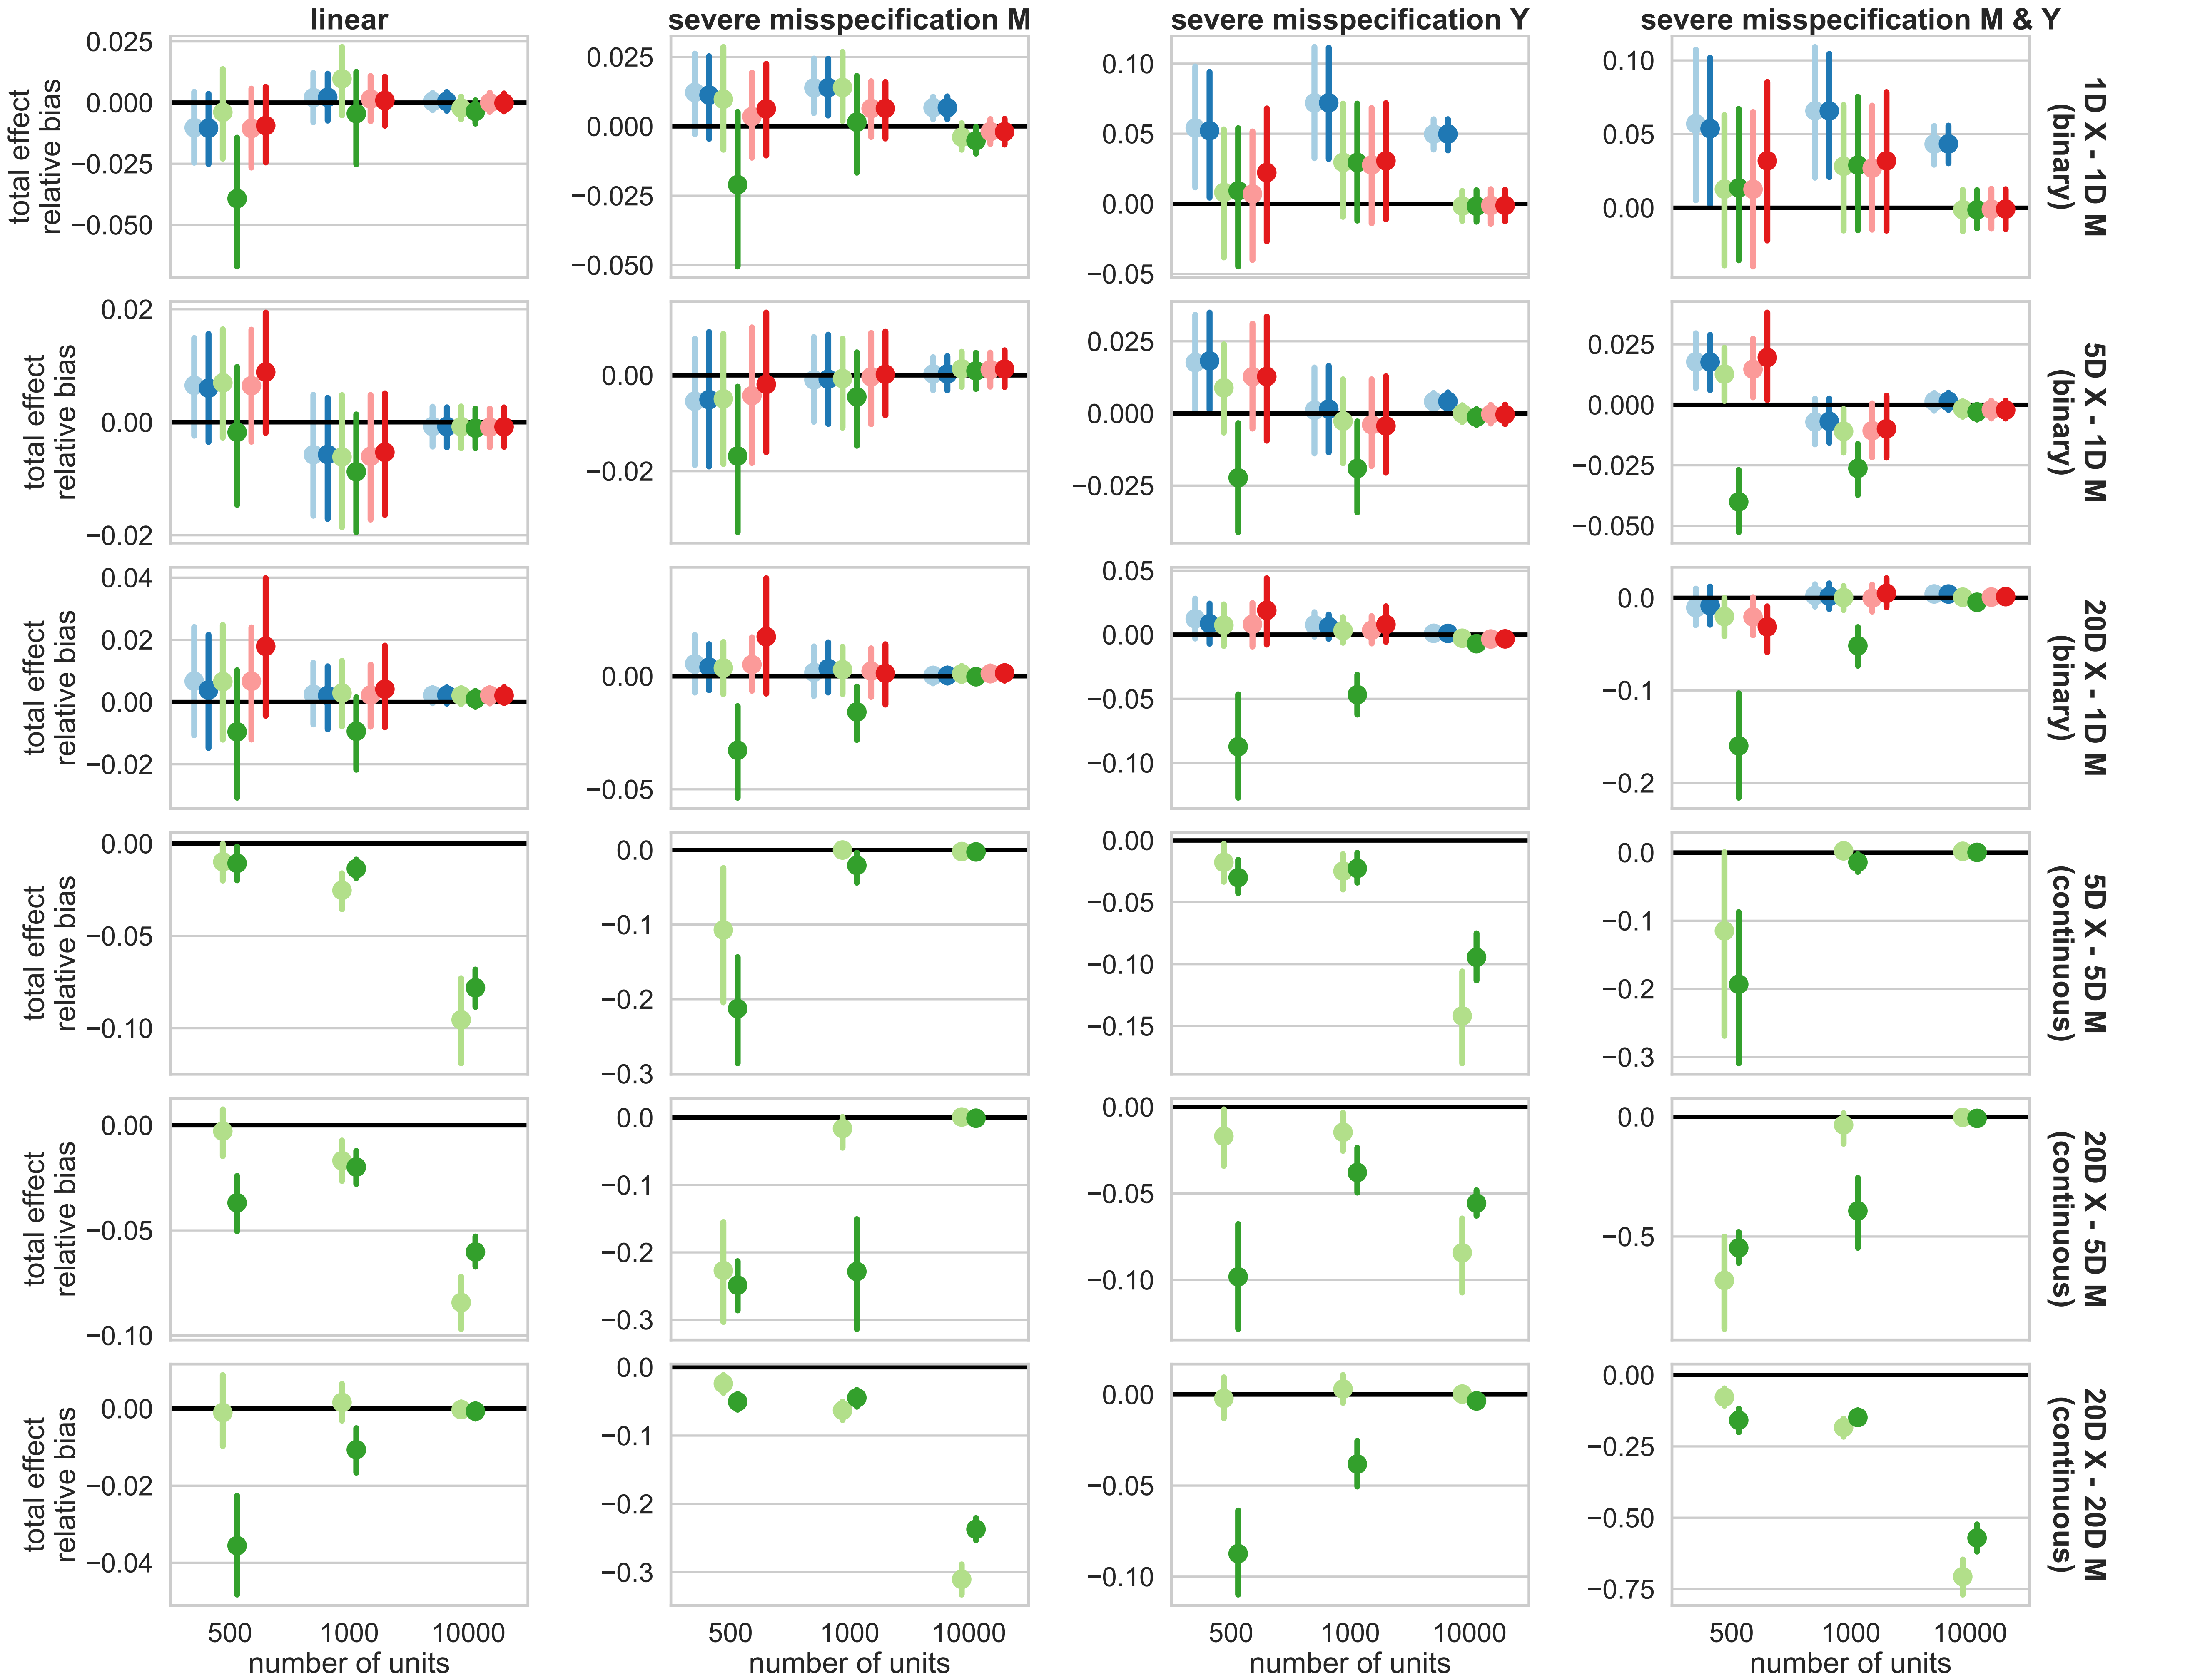 linear
severe misspecification M
severe misspecification Y
severe misspecification M & Y
total effect
relative bias
0.025
0.000
−0.025
−0.050
0.025
0.000
−0.025
−0.050
0.10
0.05
0.00
−0.05
0.10
0.05
0.00
1D X - 1D M
(binary)
total effect
relative bias
0.02
0.00
−0.02
0.00
−0.02
0.025
0.000
−0.025
0.025
0.000
−0.025
−0.050
5D X - 1D M
(binary)
total effect
relative bias
0.04
0.02
0.00
−0.02
0.00
−0.05
0.05
0.00
−0.05
−0.10
0.0
−0.1
−0.2
20D X - 1D M
(binary)
total effect
relative bias
0.00
−0.05
−0.10
0.0
−0.1
−0.2
−0.3
0.00
−0.05
−0.10
−0.15
0.0
−0.1
−0.2
−0.3
5D X - 5D M
(continuous)
total effect
relative bias
0.00
−0.05
−0.10
0.0
−0.1
−0.2
−0.3
0.00
−0.05
−0.10
0.0
−0.5
20D X - 5D M
(continuous)
total effect
relative bias
0.00
−0.02
−0.04
0.0
−0.1
−0.2
−0.3
0.00
−0.05
−0.10
0.00
−0.25
−0.50
−0.75
20D X - 20D M
(continuous)
500 1000 10000
number of units
500 1000 10000
number of units
500 1000 10000
number of units
500 1000 10000
number of units